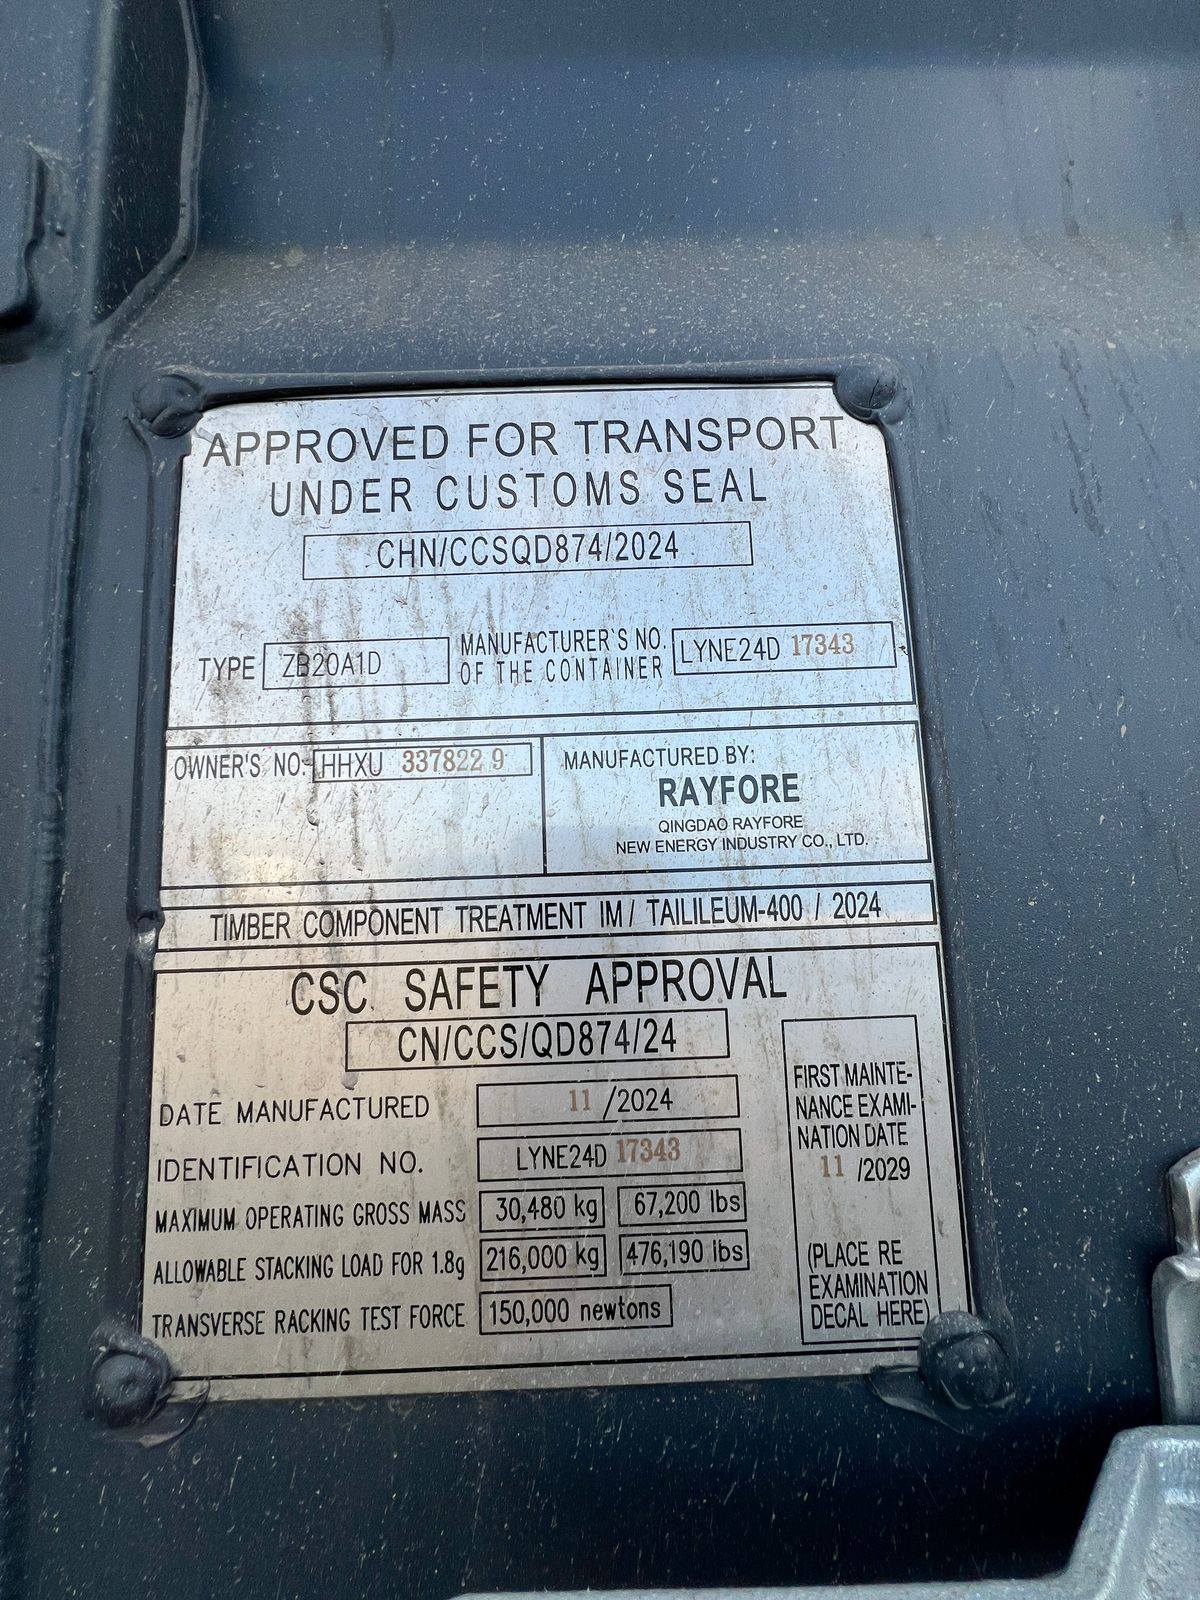 APPROVED FOR TRANSPORT
UNDER CUSTOMS SEAL
CHN/CCSQD874/2024
TYPE ZB20A1D
MANUFACTURER'S NO.
OF THE CONTAINER
LYNE24D 17343
OWNER'S NO. HHXU 337822 9
MANUFACTURED BY:
RAYFORE
QINGDAO RAYFORE
NEW ENERGY INDUSTRY CO., LTD.
TIMBER COMPONENT TREATMENT IM / TAILILEUM-400 / 2024
CSC SAFETY APPROVAL
CN/CCS/QD874/24
DATE MANUFACTURED 11 /2024
IDENTIFICATION NO. LYNE24D 17343
MAXIMUM OPERATING GROSS MASS 30,480 kg 67,200 lbs
ALLOWABLE STACKING LOAD FOR 1.8g 216,000 kg 476,190 lbs
TRANSVERSE RACKING TEST FORCE 150,000 newtons
FIRST MAINTE-
NANCE EXAMI-
NATION DATE
11 /2029
(PLACE RE
EXAMINATION
DECAL HERE)